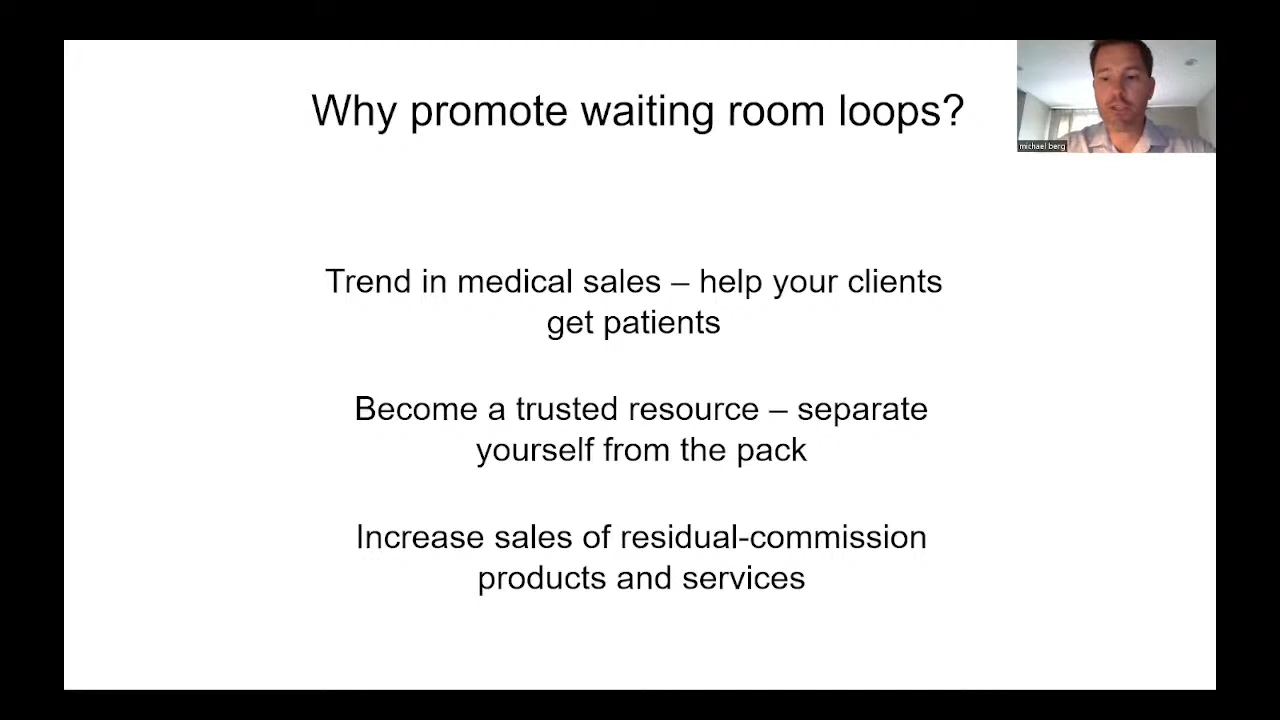 Why promote waiting room loops?
michael berg
Trend in medical sales – help your clients
get patients
Become a trusted resource – separate
yourself from the pack
Increase sales of residual-commission
products and services